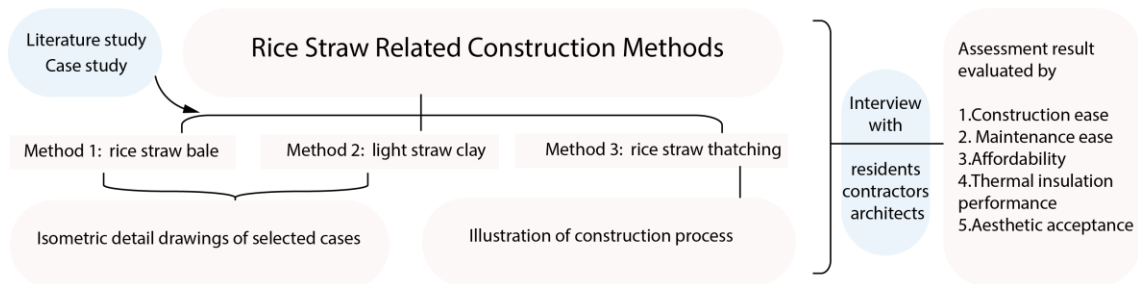 Literature study
Case study
Rice Straw Related Construction Methods
Method 1: rice straw bale
Method 2: light straw clay
Method 3: rice straw thatching
Isometric detail drawings of selected cases
Illustration of construction process
Interview
with
residents
contractors
architects
Assessment result
evaluated by
1.Construction ease
2. Maintenance ease
3.Affordability
4.Thermal insulation
performance
5.Aesthetic acceptance